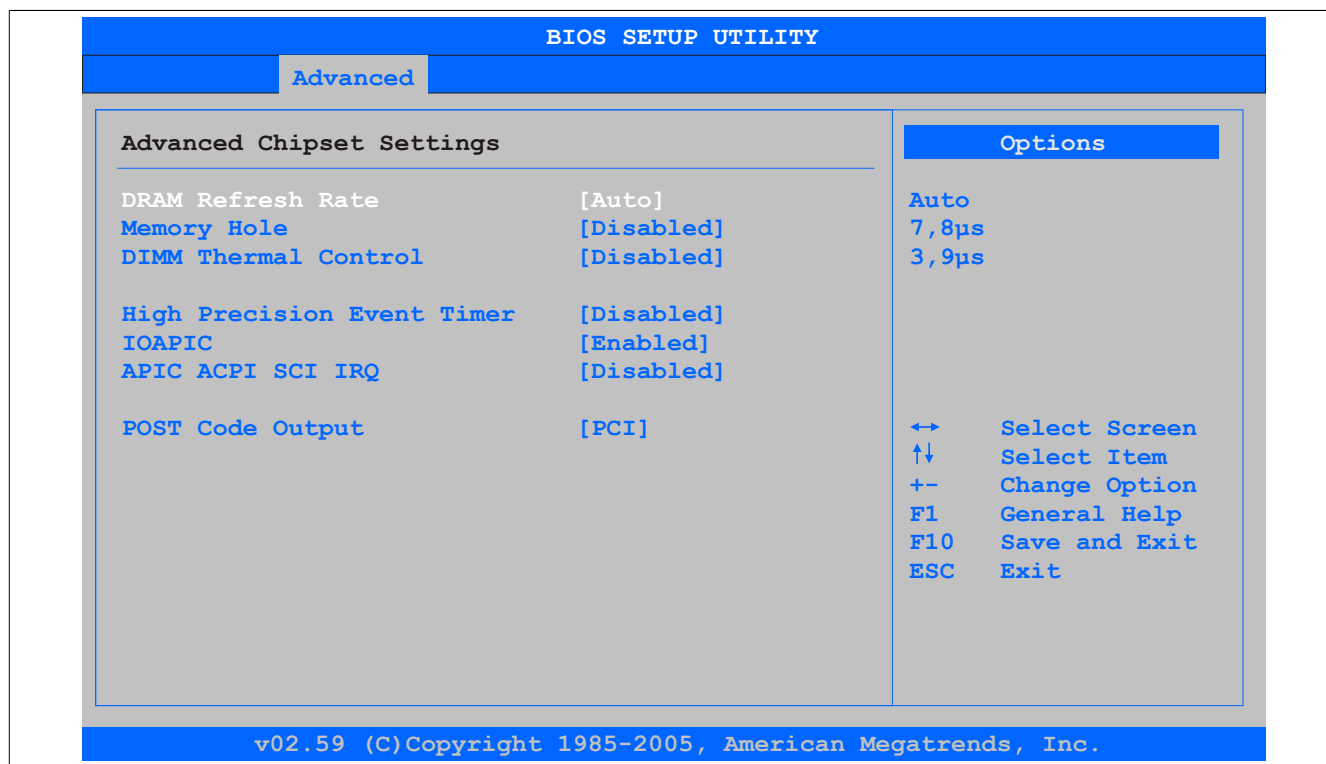 BIOS SETUP UTILITY
Advanced
Advanced Chipset Settings
DRAM Refresh Rate [Auto]
Memory Hole [Disabled]
DIMM Thermal Control [Disabled]
High Precision Event Timer [Disabled]
IOAPIC [Enabled]
APIC ACPI SCI IRQ [Disabled]
POST Code Output [PCI]
Options
Auto
7,8µs
3,9µs
↔ Select Screen
↑↓ Select Item
+- Change Option
F1 General Help
F10 Save and Exit
ESC Exit
v02.59 (C)Copyright 1985-2005, American Megatrends, Inc.